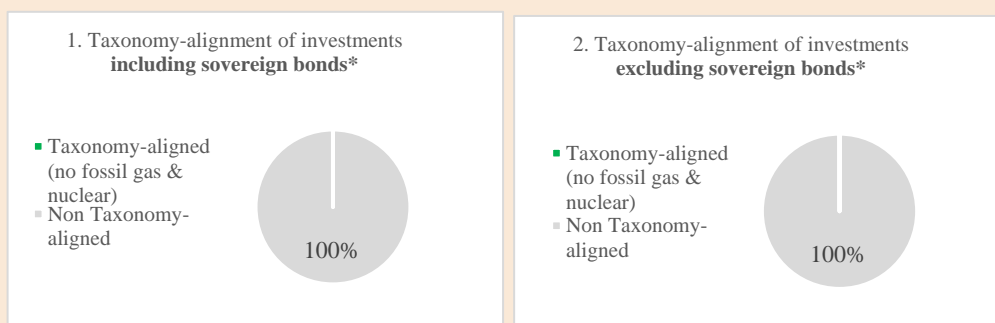 1. Taxonomy-alignment of investments
including sovereign bonds*
Taxonomy-aligned
(no fossil gas &
nuclear)
Non Taxonomy-
aligned
100%
2. Taxonomy-alignment of investments
excluding sovereign bonds*
Taxonomy-aligned
(no fossil gas &
nuclear)
Non Taxonomy-
aligned
100%